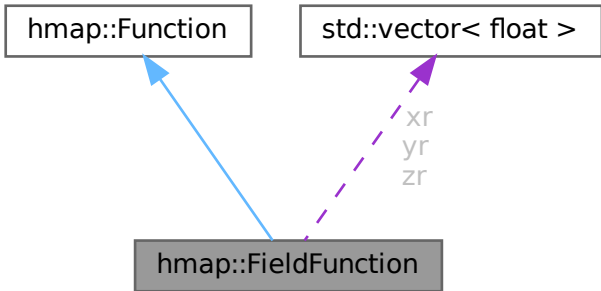 hmap::Function
std::vector< float >
xr
yr
zr
hmap::FieldFunction